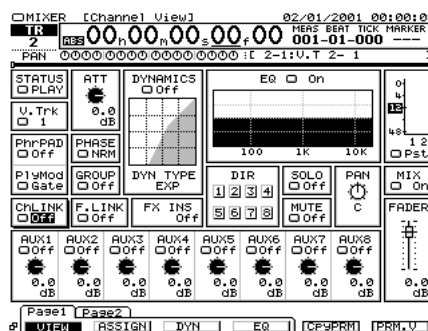 MIXER [Channel View] 02/01/2001 00:00:0
TR 2 ABS 00h00m00s00f00 MEAS BEAT TICK MARKER
001-01-000 ---
PAN :[ 2-1:V.T 2- 1
STATUS ATT DYNAMICS EQ On
PLAY Off
V.Trk 0.0 dB
1
PhrPAD PHASE 100 1K 10K
Off NRM
0 4 12 48
1 2
Pst
PlyMod GROUP DYN TYPE DIR SOLO PAN MIX
Gate Off EXP 1 2 3 4 Off On
ChLINK F.LINK FX INS 5 6 7 8 MUTE C FADER
Off Off Off Off
AUX1 AUX2 AUX3 AUX4 AUX5 AUX6 AUX7 AUX8
Off Off Off Off Off Off Off Off
0.0 0.0 0.0 0.0 0.0 0.0 0.0 0.0 0.0
dB dB dB dB dB dB dB dB dB
Page1 Page2
VIEW ASSIGN DYN EQ CPyPRM PRM.V